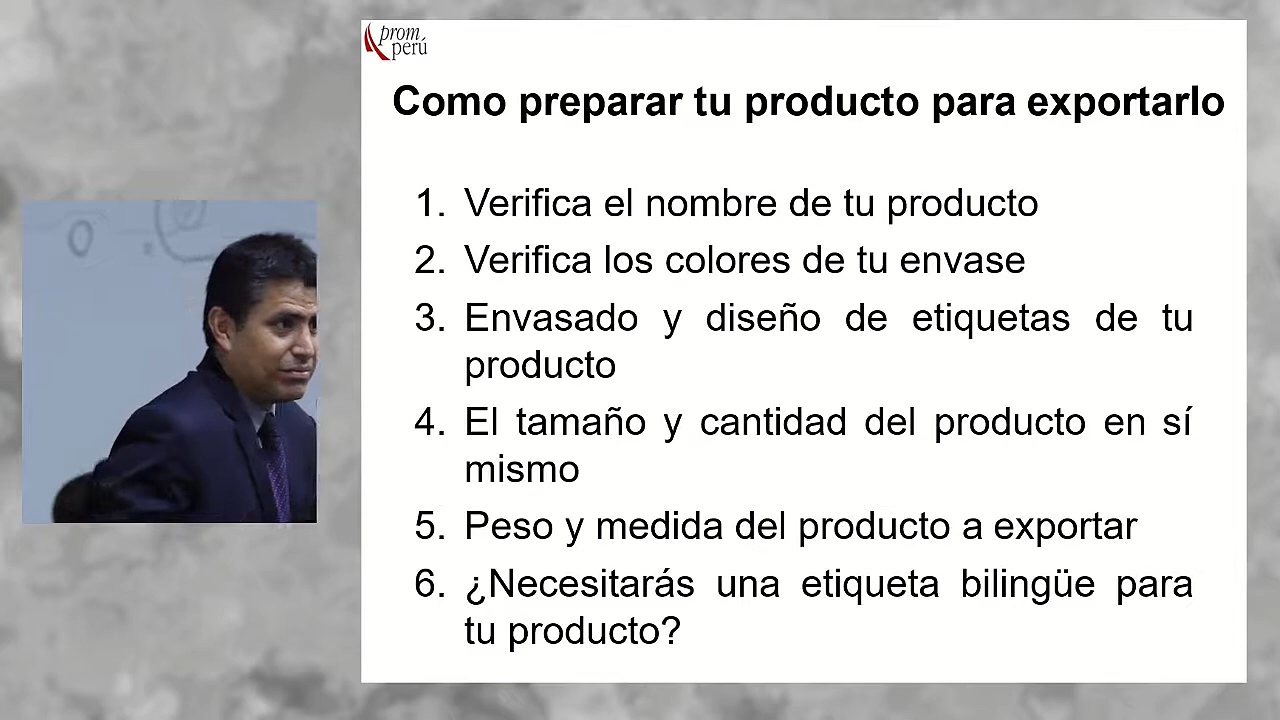 prom
perú
Como preparar tu producto para exportarlo
1. Verifica el nombre de tu producto
2. Verifica los colores de tu envase
3. Envasado y diseño de etiquetas de tu
producto
4. El tamaño y cantidad del producto en sí
mismo
5. Peso y medida del producto a exportar
6. ¿Necesitarás una etiqueta bilingüe para
tu producto?